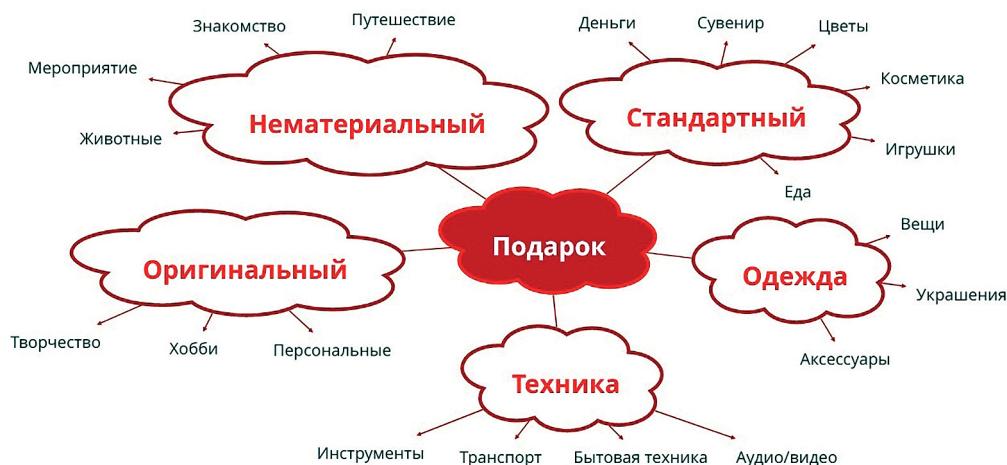 Знакомство
Путешествие
Мероприятие
Животные
Нематериальный
Деньги
Сувенир
Цветы
Косметика
Игрушки
Еда
Стандартный
Подарок
Оригинальный
Творчество
Хобби
Персональные
Одежда
Вещи
Украшения
Аксессуары
Техника
Инструменты
Транспорт
Бытовая техника
Аудио/видео